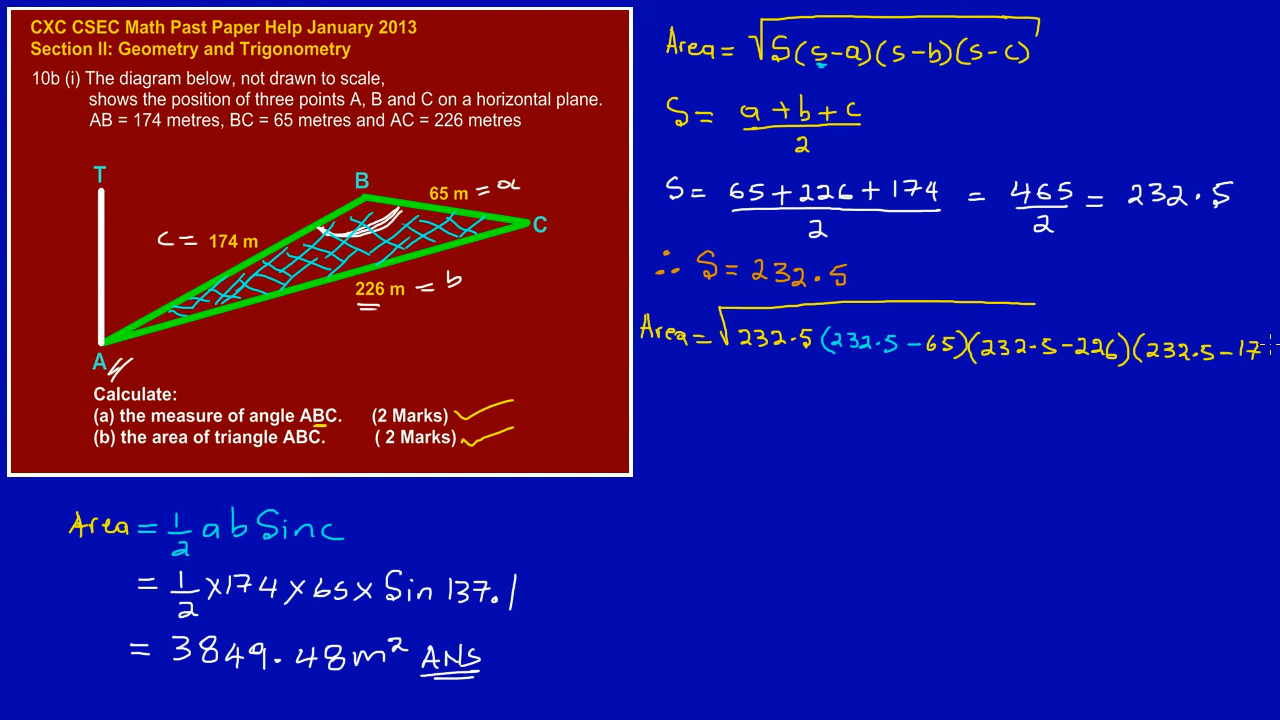 CXC CSEC Math Past Paper Help January 2013
Section II: Geometry and Trigonometry
10b (i) The diagram below, not drawn to scale,
shows the position of three points A, B and C on a horizontal plane.
AB = 174 metres, BC = 65 metres and AC = 226 metres
T
B
65 m = a
C
c = 174 m
226 m = b
A
Calculate:
(a) the measure of angle ABC. (2 Marks)
(b) the area of triangle ABC. ( 2 Marks)
Area = 1/2 ab Sin c
= 1/2 × 174 × 65 × Sin 137.1
= 3849.48 m² ANS
Area = √S(s-a)(s-b)(s-c)
S = a + b + c / 2
S = 65 + 226 + 174 / 2 = 465 / 2 = 232.5
∴ S = 232.5
Area = √232.5 (232.5 - 65)(232.5 - 226)(232.5 - 17